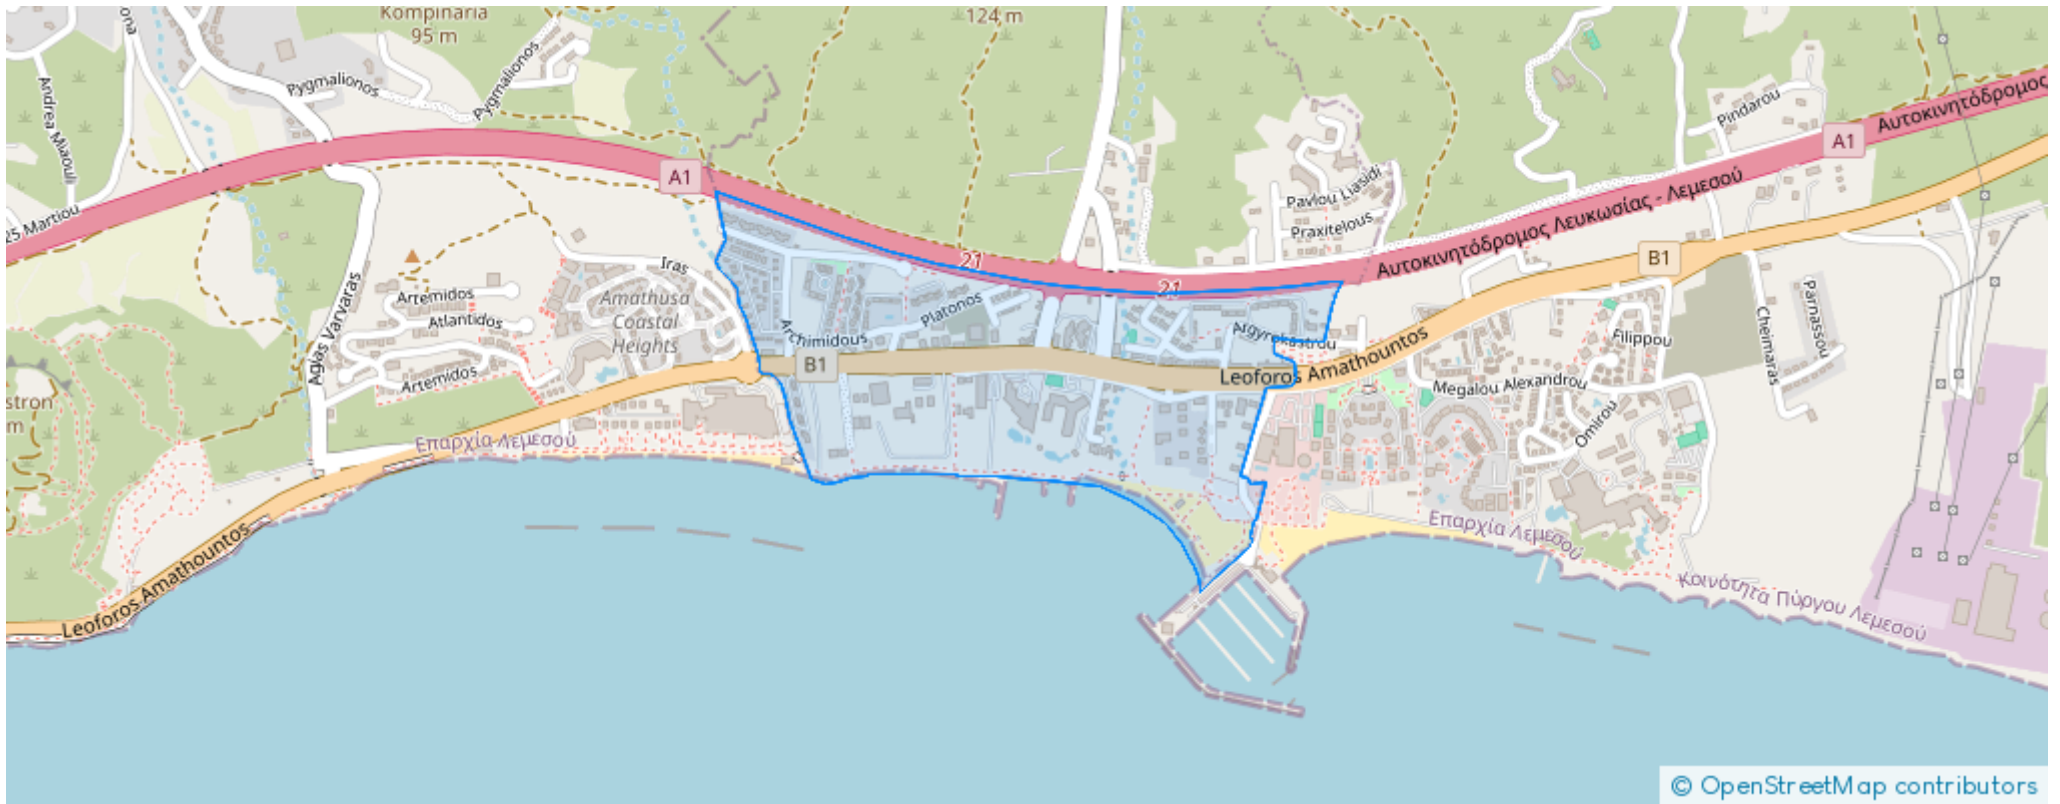 Kompinaria
95 m
124 m
ona
Pygmalionos
Pygmalionos
Andrea Miaouli
Pindarou
Αυτοκινητόδρομος
A1
A1
25 Martiou
Pavlou Liasidi
Praxitelous
Αυτοκινητόδρομος Λευκωσίας - Λεμεσού
B1
21
21
Iras
Artemidos
Amathusa
Coastal
Heights
Atlantidos
Agias Varvaras
Platonos
Archimidous
Argyrokastrou
Filippou
Parnassou
Cheimaras
B1
Leoforos Amathountos
Artemidos
Megalou Alexandrou
Omirou
stron
m
Επαρχία Λεμεσού
Επαρχία Λεμεσού
Leoforos Amathountos
Κοινότητα Πύργου Λεμεσού
© OpenStreetMap contributors